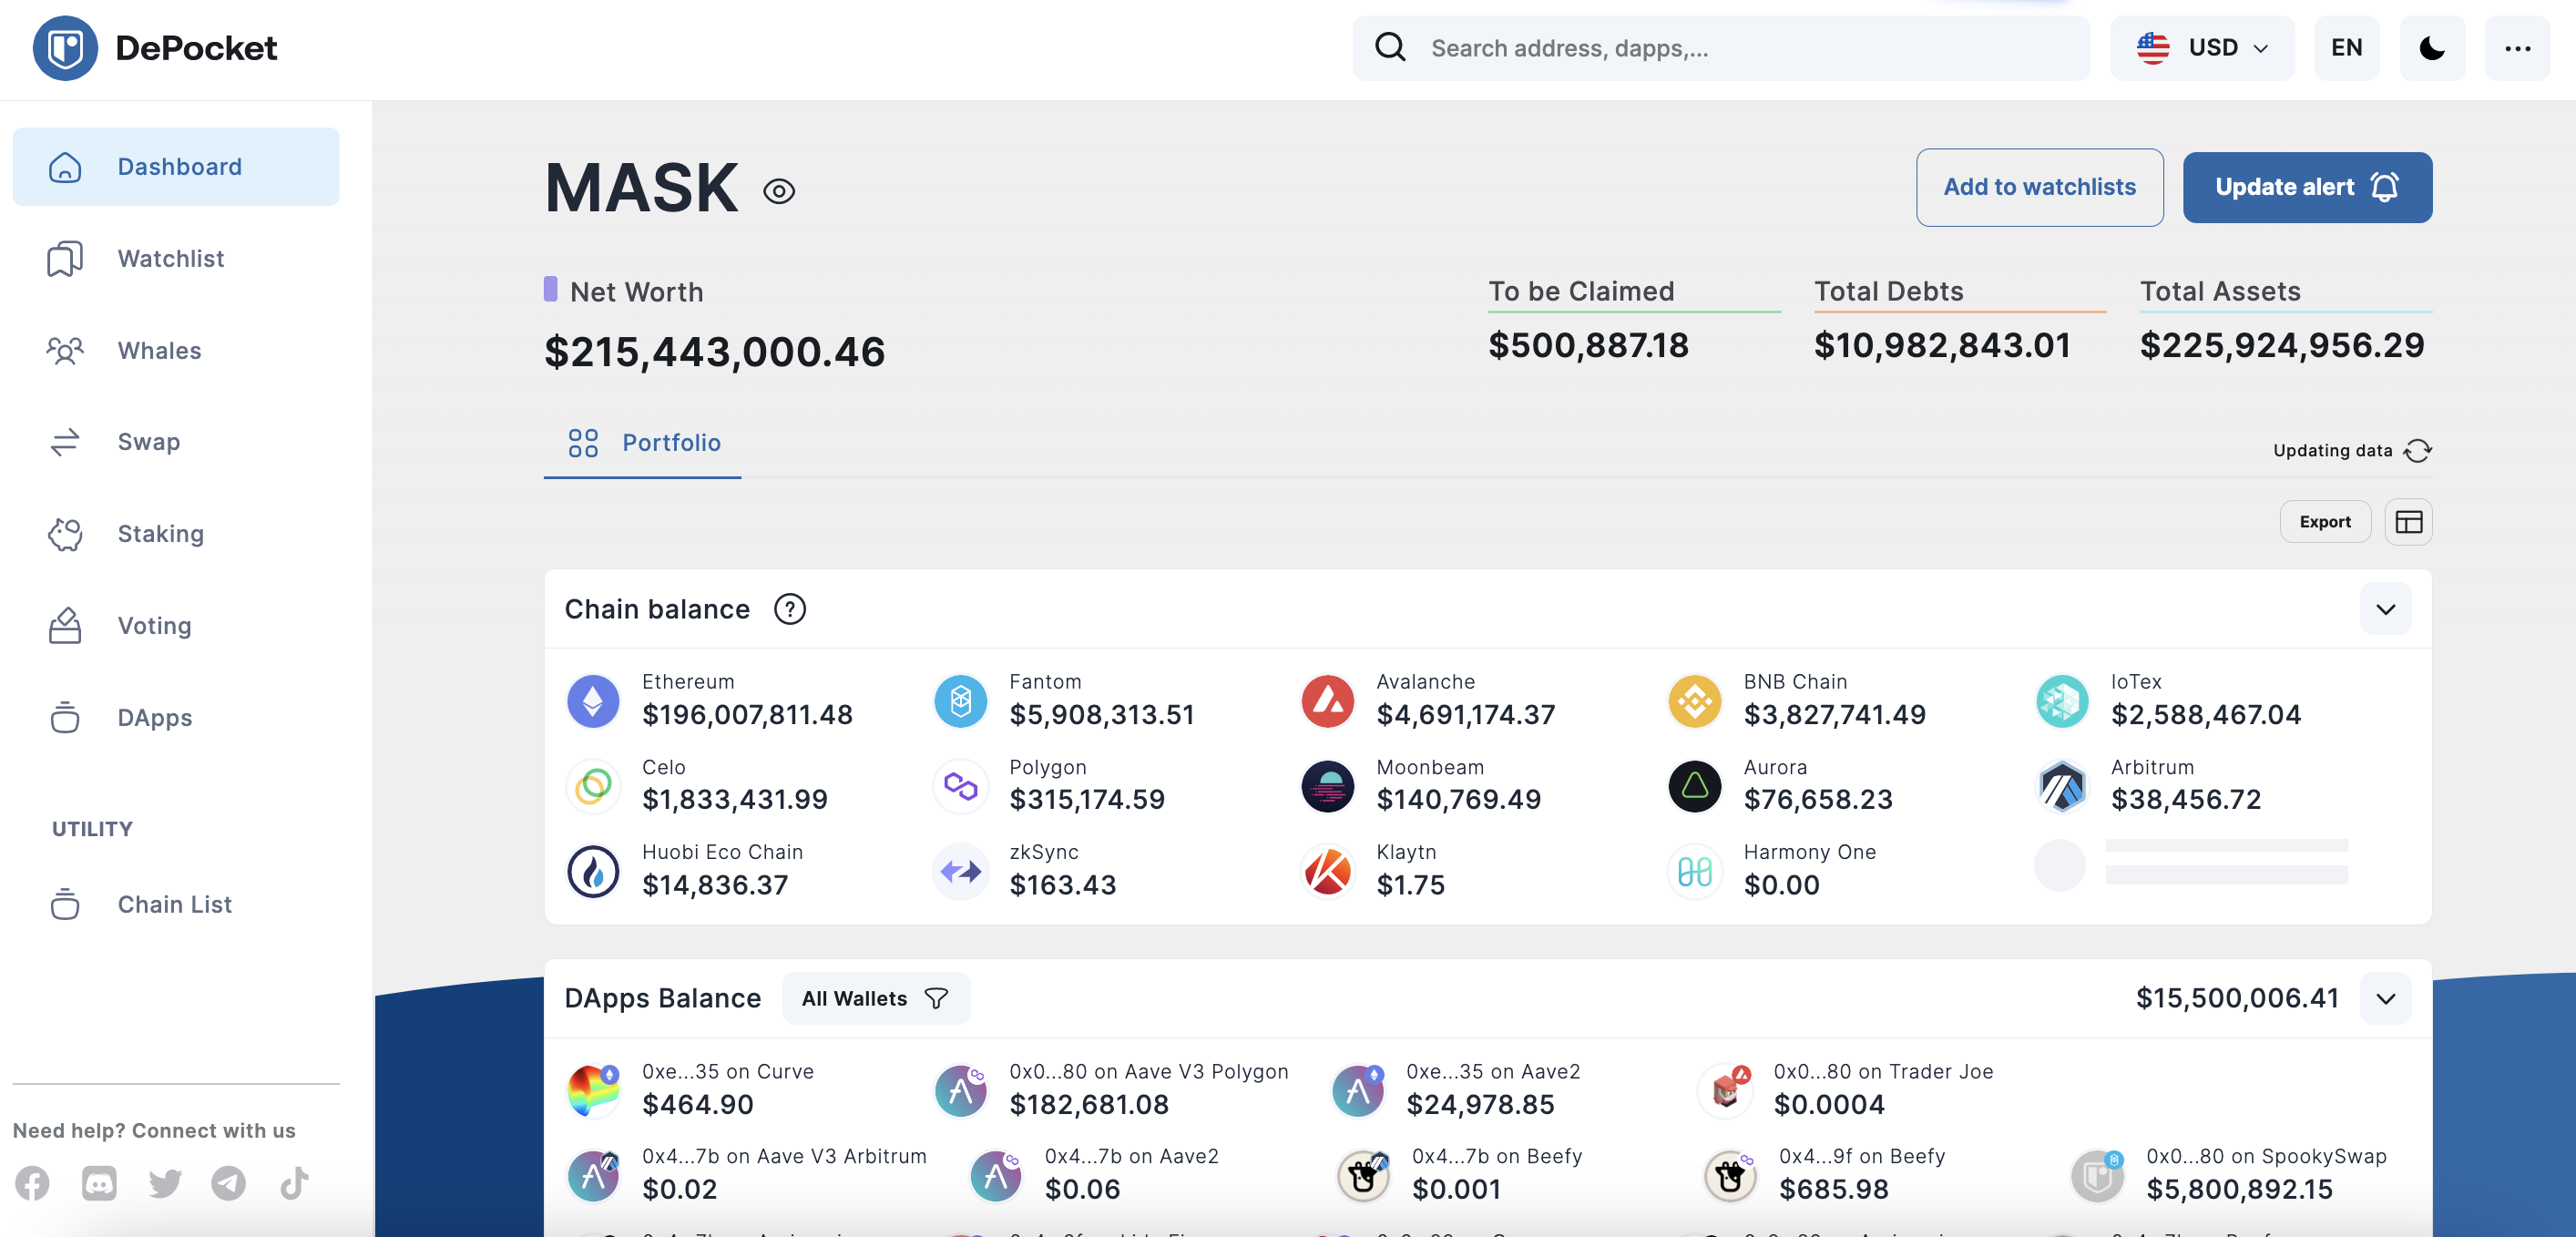 DePocket
Search address, dapps,...
USD
EN
Dashboard
Watchlist
Whales
Swap
Staking
Voting
DApps
UTILITY
Chain List
Need help? Connect with us
MASK
Add to watchlists
Update alert
Net Worth
$215,443,000.46
To be Claimed
$500,887.18
Total Debts
$10,982,843.01
Total Assets
$225,924,956.29
Portfolio
Updating data
Export
Chain balance
Ethereum
$196,007,811.48
Fantom
$5,908,313.51
Avalanche
$4,691,174.37
BNB Chain
$3,827,741.49
IoTex
$2,588,467.04
Celo
$1,833,431.99
Polygon
$315,174.59
Moonbeam
$140,769.49
Aurora
$76,658.23
Arbitrum
$38,456.72
Huobi Eco Chain
$14,836.37
zkSync
$163.43
Klaytn
$1.75
Harmony One
$0.00
DApps Balance
All Wallets
$15,500,006.41
0xe...35 on Curve
$464.90
0x0...80 on Aave V3 Polygon
$182,681.08
0xe...35 on Aave2
$24,978.85
0x0...80 on Trader Joe
$0.0004
0x4...7b on Aave V3 Arbitrum
$0.02
0x4...7b on Aave2
$0.06
0x4...7b on Beefy
$0.001
0x4...9f on Beefy
$685.98
0x0...80 on SpookySwap
$5,800,892.15